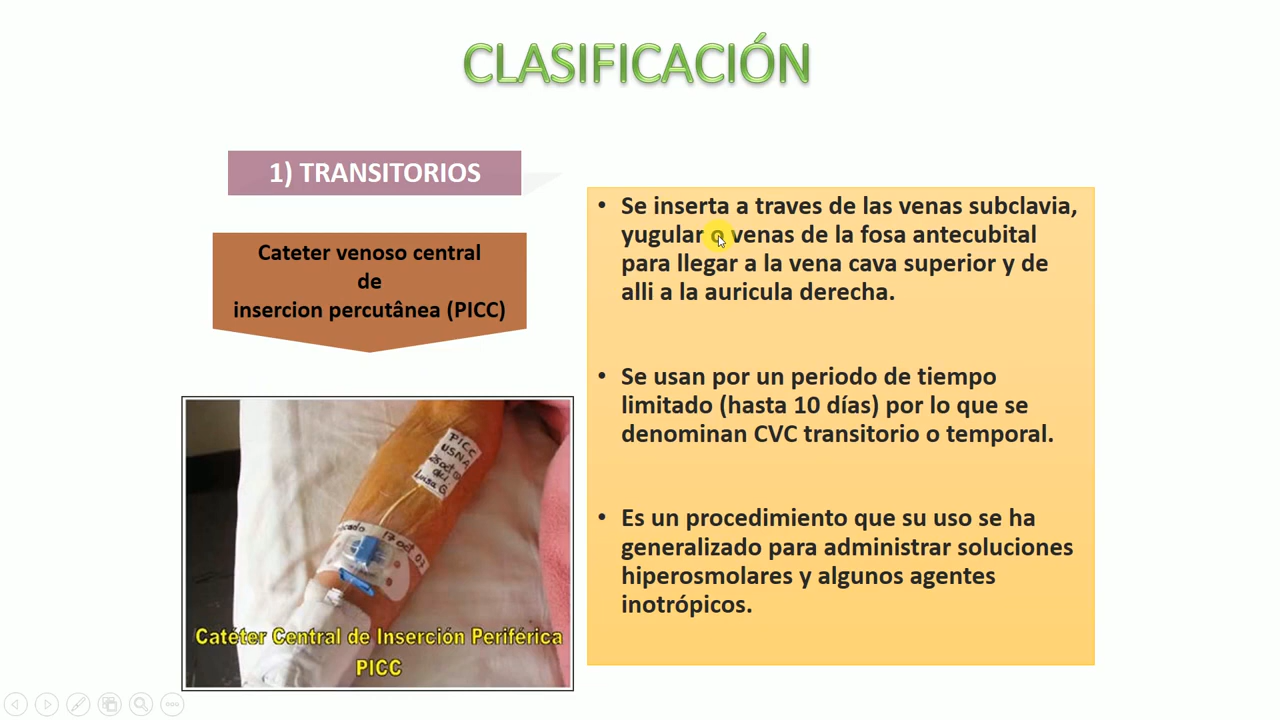 CLASIFICACIÓN
1) TRANSITORIOS
Cateter venoso central
de
insercion percutânea (PICC)
• Se inserta a traves de las venas subclavia,
yugular o venas de la fosa antecubital
para llegar a la vena cava superior y de
alli a la auricula derecha.
• Se usan por un periodo de tiempo
limitado (hasta 10 días) por lo que se
denominan CVC transitorio o temporal.
• Es un procedimiento que su uso se ha
generalizado para administrar soluciones
hiperosmolares y algunos agentes
inotrópicos.
PICC
USNA
Luisa G.
17 oct 07
Catéter Central de Inserción Periférica
PICC